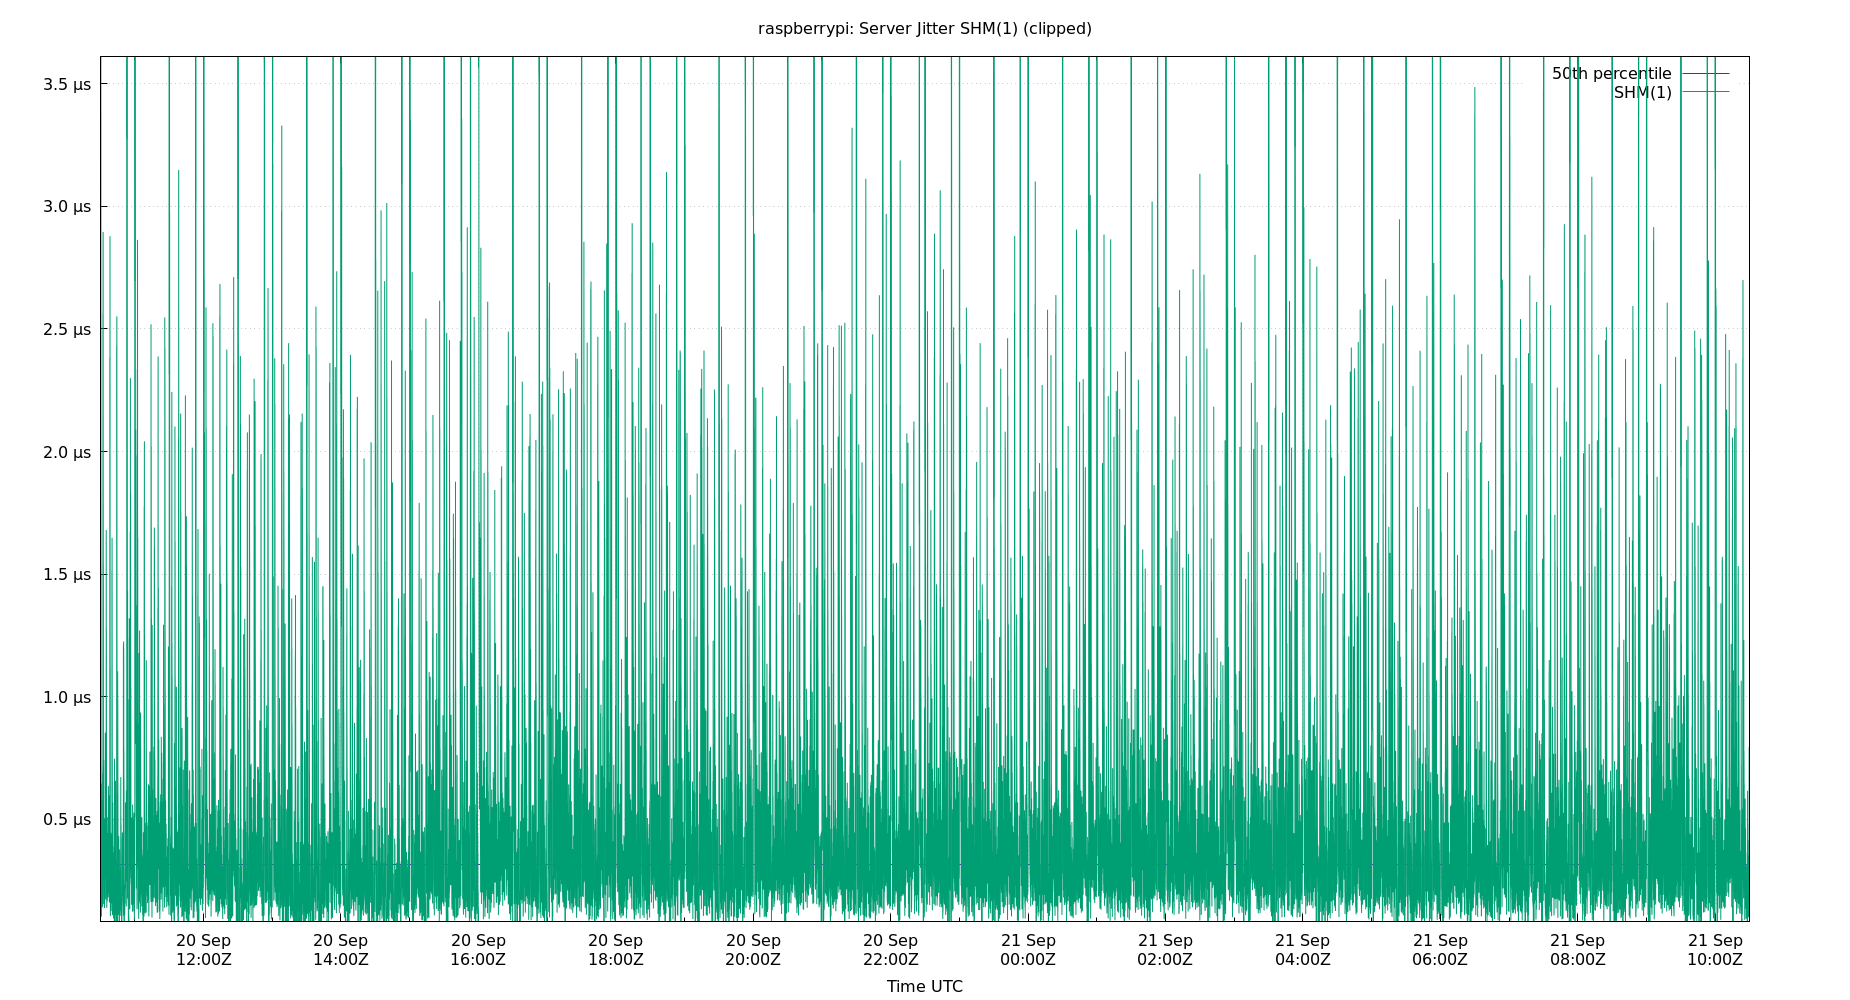 raspberrypi: Server Jitter SHM(1) (clipped)
50th percentile
SHM(1)
3.5 µs
3.0 µs
2.5 µs
2.0 µs
1.5 µs
1.0 µs
0.5 µs
20 Sep 20 Sep 20 Sep 20 Sep 20 Sep 20 Sep 21 Sep 21 Sep 21 Sep 21 Sep 21 Sep 21 Sep
12:00Z 14:00Z 16:00Z 18:00Z 20:00Z 22:00Z 00:00Z 02:00Z 04:00Z 06:00Z 08:00Z 10:00Z
Time UTC